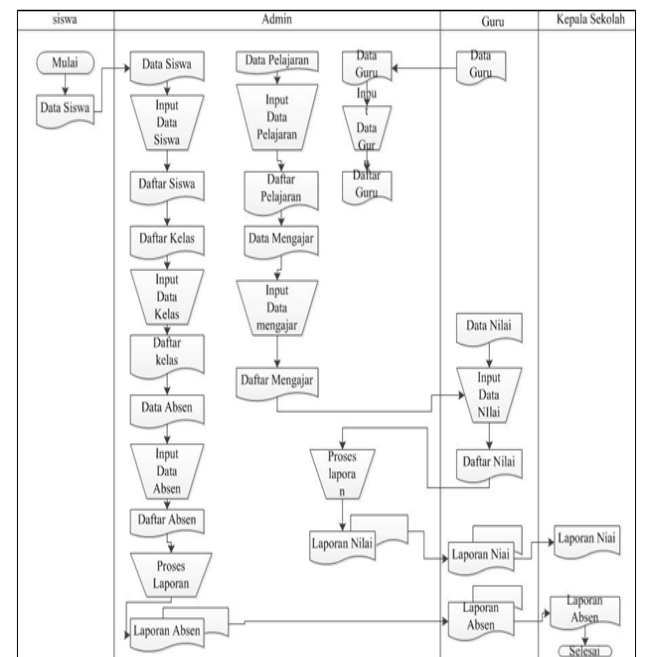 siswa
Admin
Guru
Kepala Sekolah
Mulai
Data Siswa
Data Siswa
Input
Data
Siswa
Daftar Siswa
Daftar Kelas
Input
Data
Kelas
Daftar
kelas
Data Absen
Input
Data
Absen
Daftar Absen
Proses
Laporan
Laporan Absen
Data Pelajaran
Input
Data
Pelajaran
Daftar
Pelajaran
Data Mengajar
Input
Data
mengajar
Daftar Mengajar
Data
Guru
Inpu
t
Data
Gur
u
Daftar
Guru
Proses
lapora
n
Laporan Nilai
Data
Guru
Data Nilai
Input
Data
NIlai
Daftar Nilai
Laporan Niai
Laporan
Absen
Laporan Niai
Laporan
Absen
Selesai